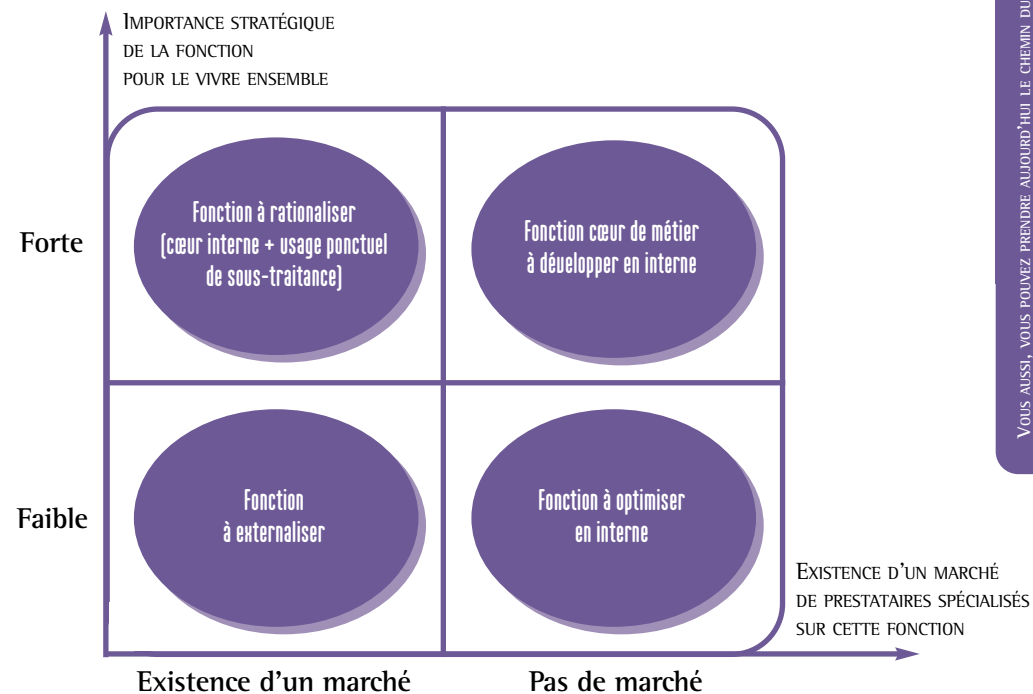 IMPORTANCE STRATÉGIQUE
DE LA FONCTION
POUR LE VIVRE ENSEMBLE
Forte
Fonction à rationaliser
(cœur interne + usage ponctuel
de sous-traitance)
Fonction cœur de métier
à développer en interne
Faible
Fonction
à externaliser
Fonction à optimiser
en interne
EXISTENCE D'UN MARCHÉ
DE PRESTATAIRES SPÉCIALISÉS
SUR CETTE FONCTION
Existence d'un marché
Pas de marché
VOUS AUSSI, VOUS POUVEZ PRENDRE AUJOURD'HUI LE CHEMIN DU